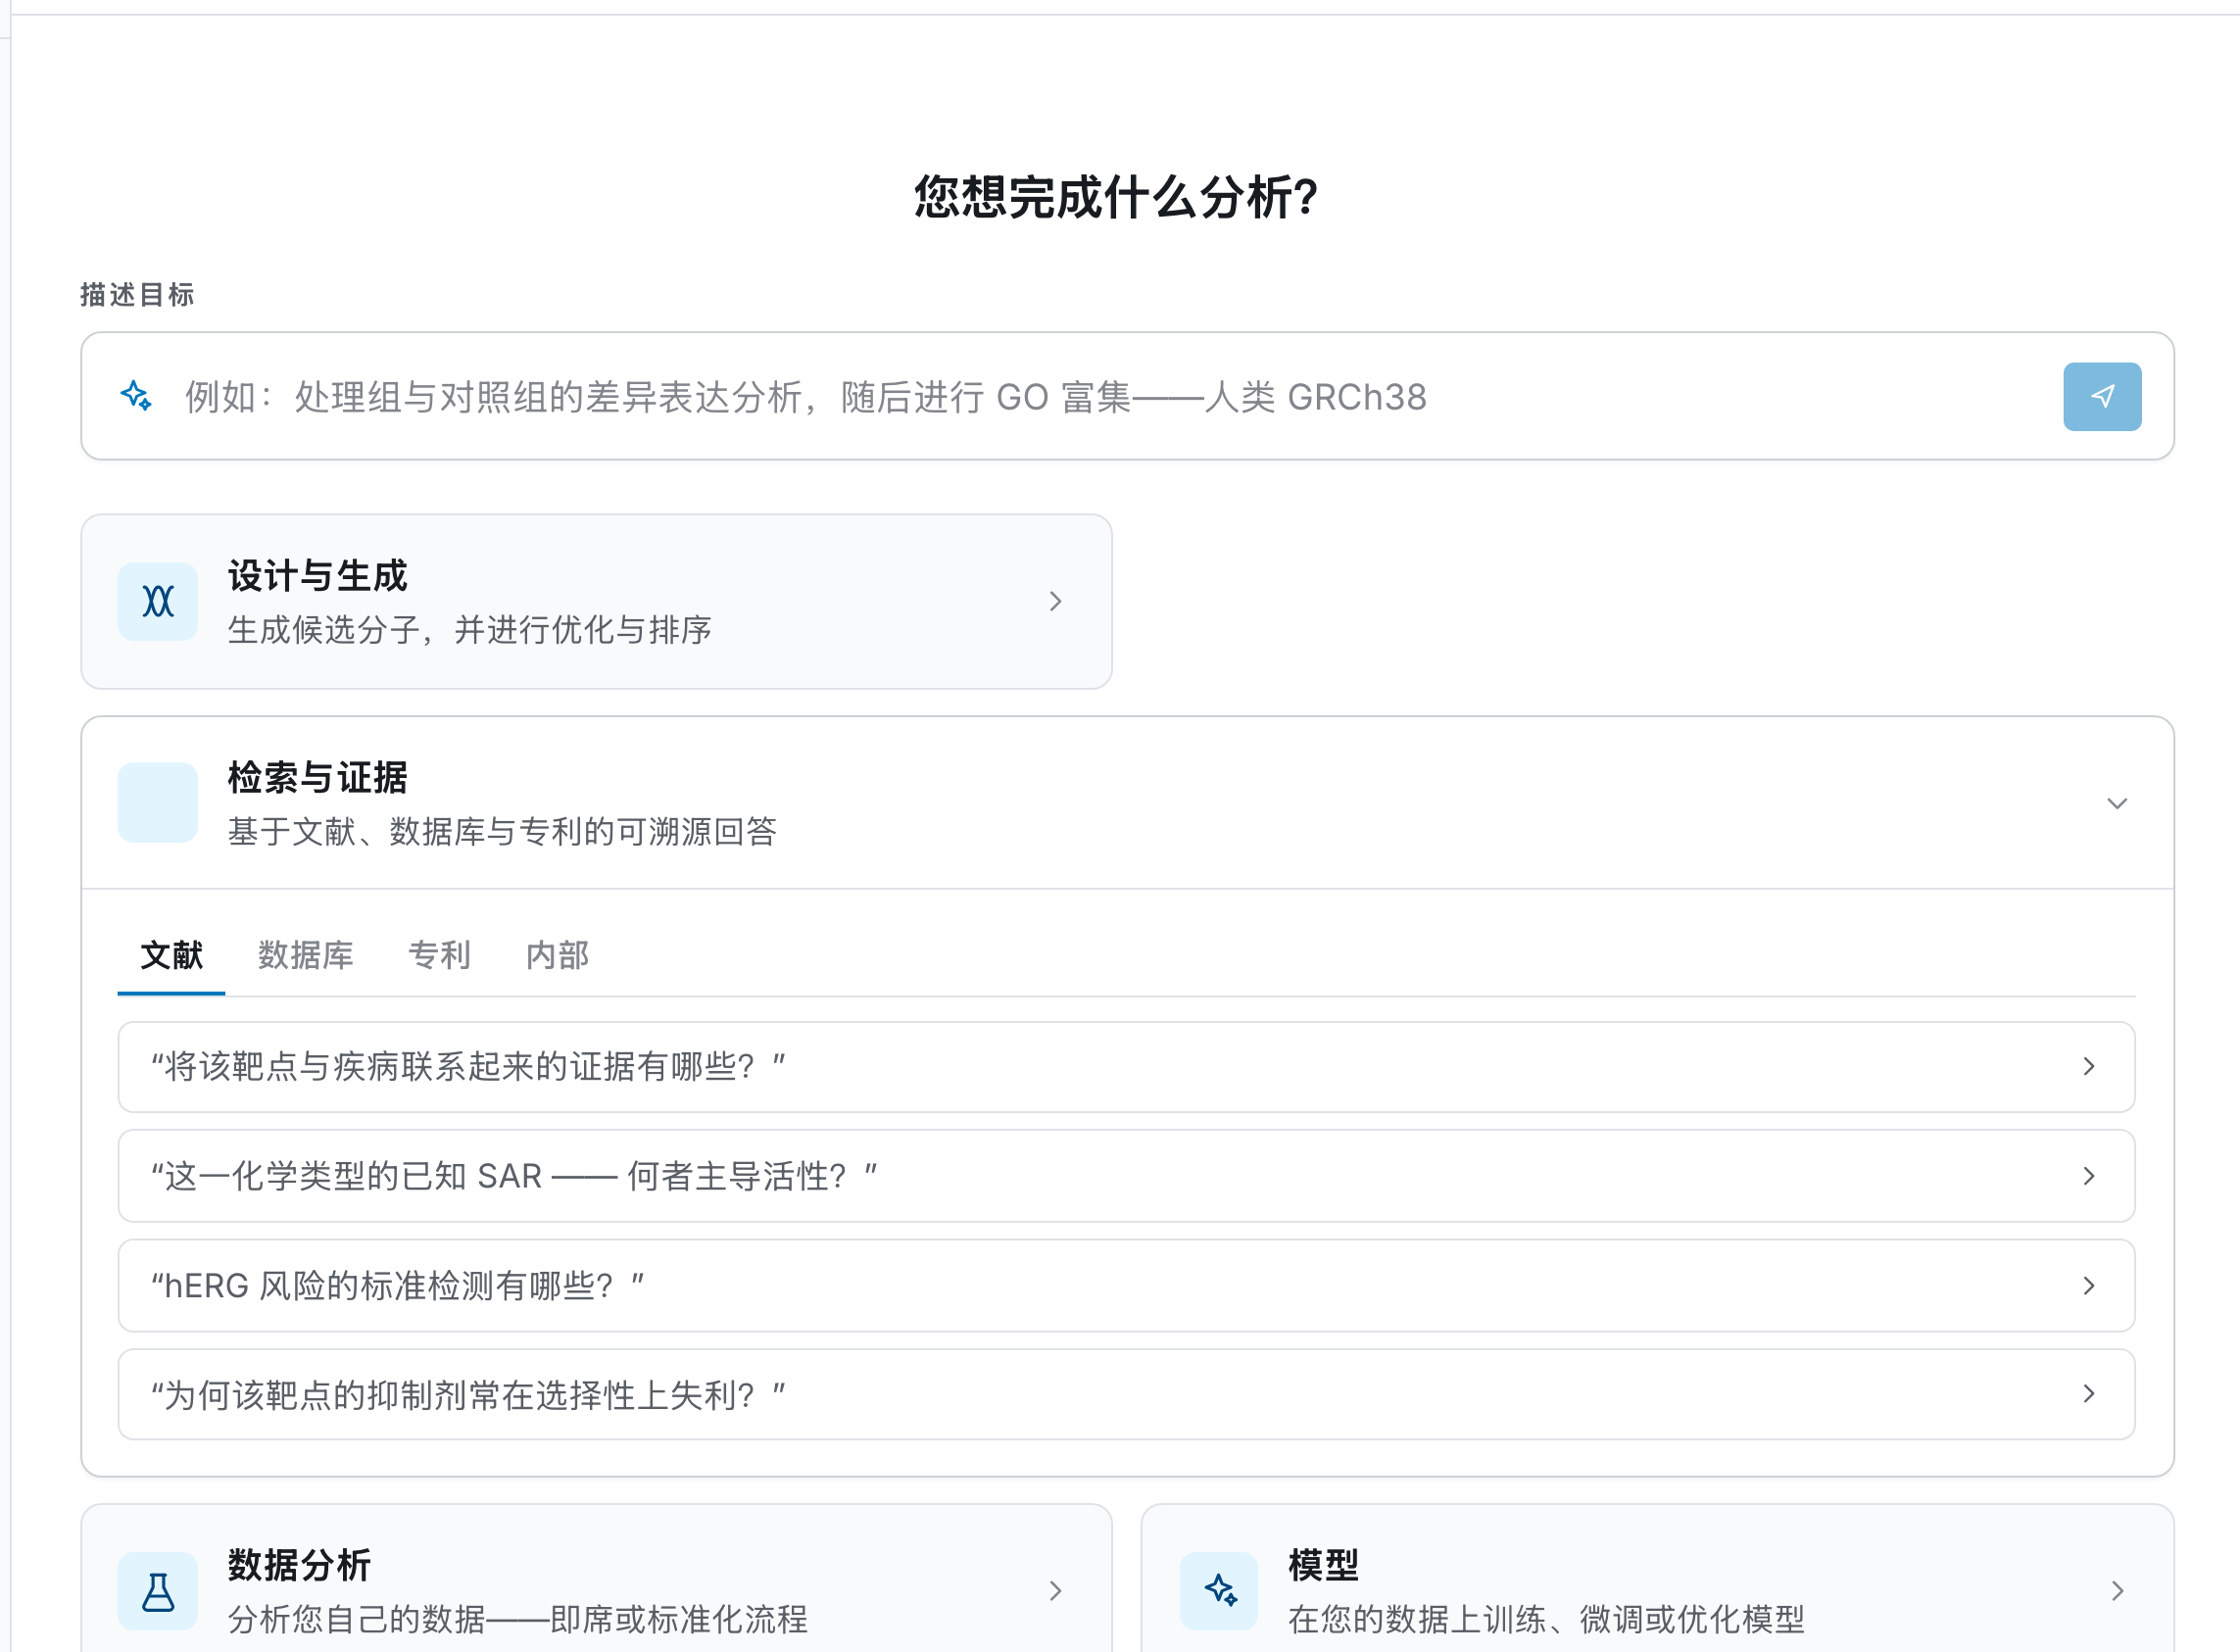 您想完成什么分析?
描述目标
例如：处理组与对照组的差异表达分析，随后进行 GO 富集——人类 GRCh38
设计与生成
生成候选分子，并进行优化与排序
检索与证据
基于文献、数据库与专利的可溯源回答
文献 数据库 专利 内部
“将该靶点与疾病联系起来的证据有哪些？”
“这一化学类型的已知 SAR —— 何者主导活性？”
“hERG 风险的标准检测有哪些？”
“为何该靶点的抑制剂常在选择性上失利？”
数据分析
分析您自己的数据——即席或标准化流程
模型
在您的数据上训练、微调或优化模型